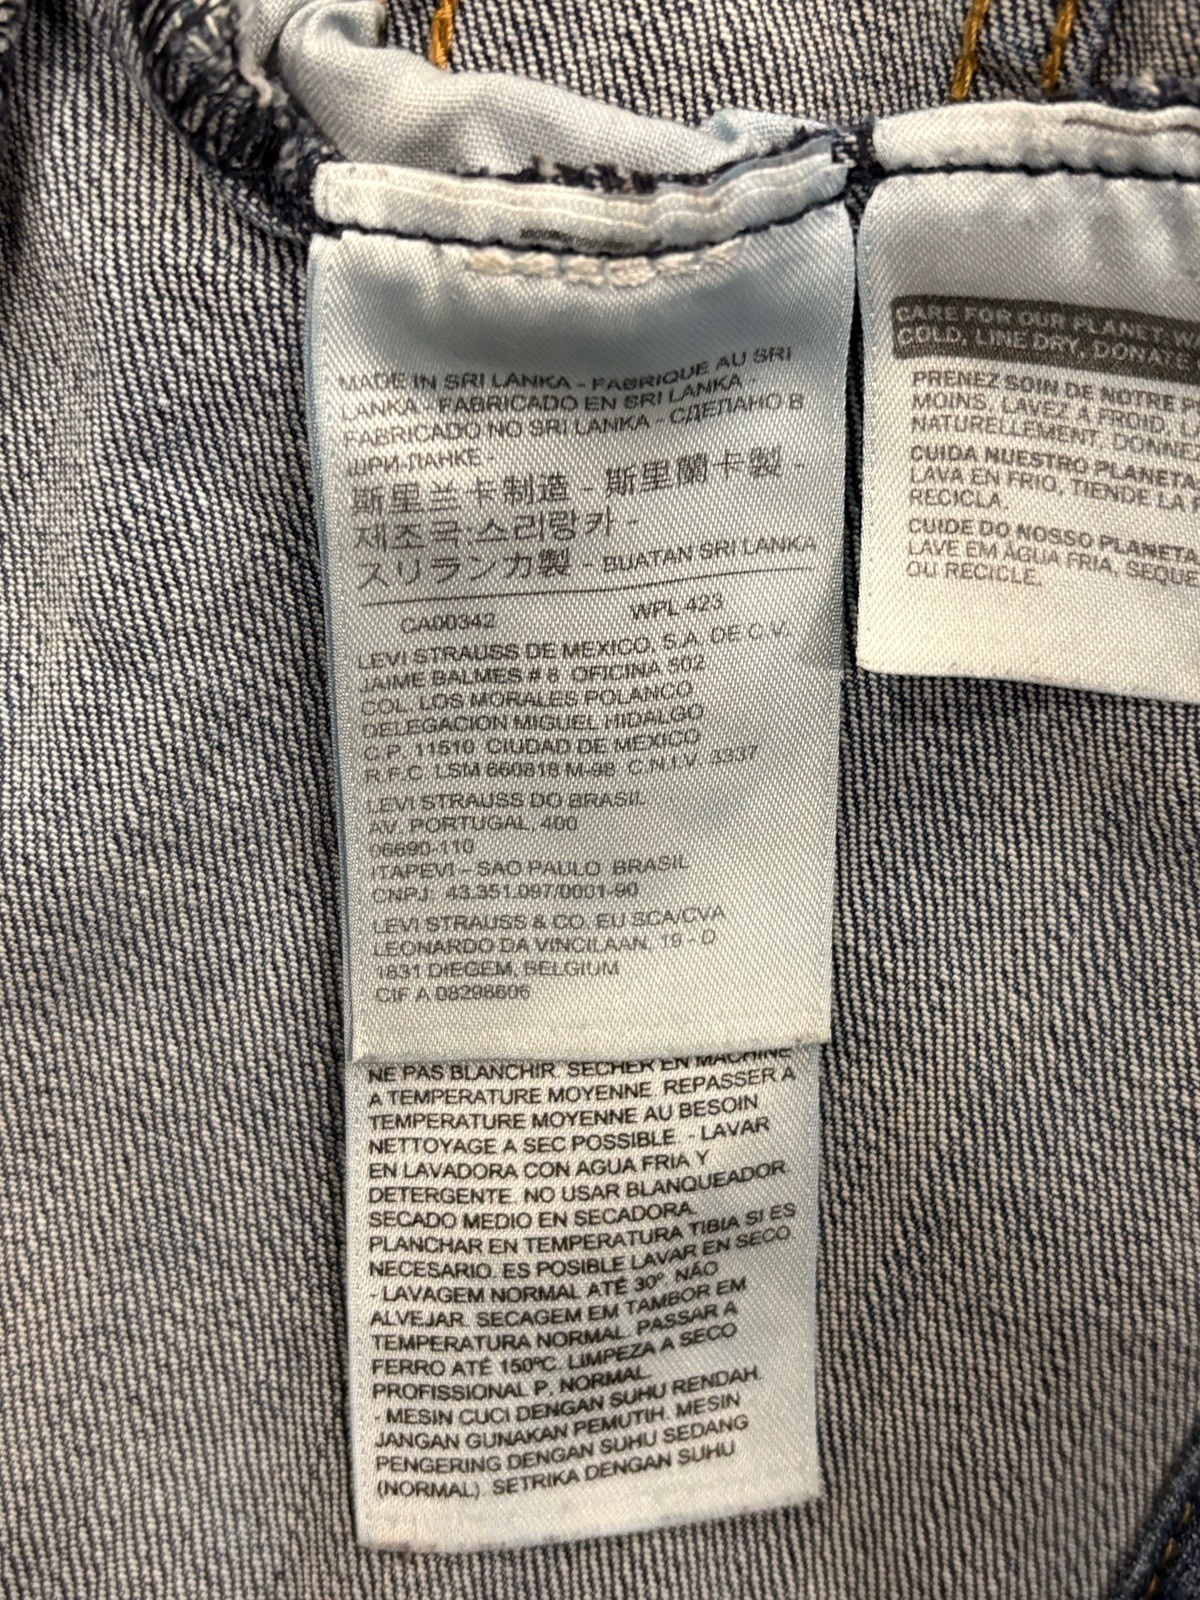 MADE IN SRI LANKA - FABRIQUE AU SRI
LANKA - FABRICADO EN SRI LANKA -
FABRICADO NO SRI LANKA - СДЕЛАНО В
ШРИ-ЛАНКЕ -
斯里兰卡制造 - 斯里蘭卡製 -
제조국:스리랑카 -
スリランカ製 - BUATAN SRI LANKA
CA00342 WPL 423
LEVI STRAUSS DE MEXICO, S.A. DE C.V.
JAIME BALMES # 8 OFICINA 502
COL. LOS MORALES POLANCO
DELEGACION MIGUEL HIDALGO
C.P. 11510 CIUDAD DE MEXICO
R.F.C. LSM 660818 M-98 C.N.I.V. 3337
LEVI STRAUSS DO BRASIL
AV. PORTUGAL, 400
06690-110
ITAPEVI – SAO PAULO BRASIL
CNPJ: 43.351.097/0001-90
LEVI STRAUSS & CO. EU SCA/CVA
LEONARDO DA VINCILAAN, 19 - D
1831 DIEGEM, BELGIUM
CIF A 08298606
NE PAS BLANCHIR. SECHER EN MACHINE
A TEMPERATURE MOYENNE. REPASSER A
TEMPERATURE MOYENNE AU BESOIN
NETTOYAGE A SEC POSSIBLE. - LAVAR
EN LAVADORA CON AGUA FRIA Y
DETERGENTE. NO USAR BLANQUEADOR.
SECADO MEDIO EN SECADORA.
PLANCHAR EN TEMPERATURA TIBIA SI ES
NECESARIO. ES POSIBLE LAVAR EN SECO
- LAVAGEM NORMAL ATÉ 30º. NÃO
ALVEJAR. SECAGEM EM TAMBOR EM
TEMPERATURA NORMAL. PASSAR A
FERRO ATÉ 150ºC. LIMPEZA A SECO
PROFISSIONAL P, NORMAL.
- MESIN CUCI DENGAN SUHU RENDAH.
JANGAN GUNAKAN PEMUTIH. MESIN
PENGERING DENGAN SUHU SEDANG
(NORMAL). SETRIKA DENGAN SUHU
CARE FOR OUR PLANET:
COLD, LINE DRY, DONATE
PRENEZ SOIN DE NOTRE
MOINS, LAVEZ À FROID,
NATURELLEMENT,
CUIDA NUESTRO PLANETA
LAVA EN FRIO, TIENDE LA
RECICLA.
CUIDE DO NOSSO PLANETA
LAVE EM ÁGUA FRIA,
OU RECICLE.